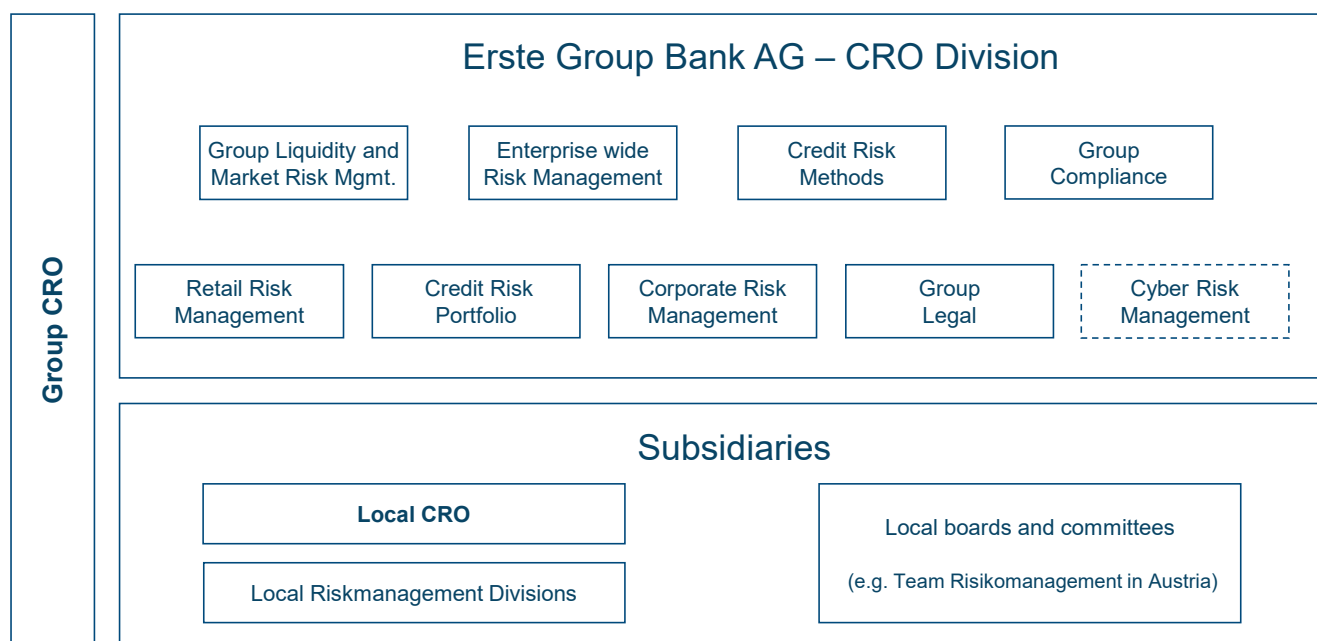 Group CRO
Erste Group Bank AG – CRO Division
Group Liquidity and
Market Risk Mgmt.
Enterprise wide
Risk Management
Credit Risk
Methods
Group
Compliance
Retail Risk
Management
Credit Risk
Portfolio
Corporate Risk
Management
Group
Legal
Cyber Risk
Management
Subsidiaries
Local CRO
Local Riskmanagement Divisions
Local boards and committees
(e.g. Team Risikomanagement in Austria)